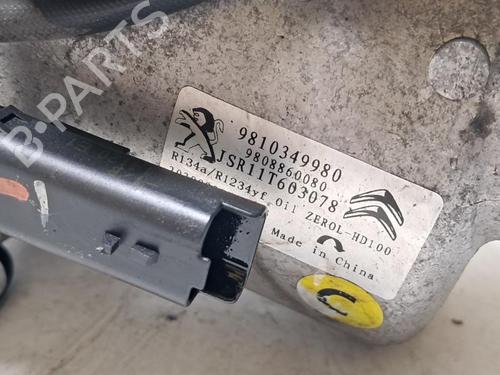 B-PARTS
9810349980
9808860080
JSR11T603078
R134a/R1234yf Oil ZEROL-HD100
Made in China